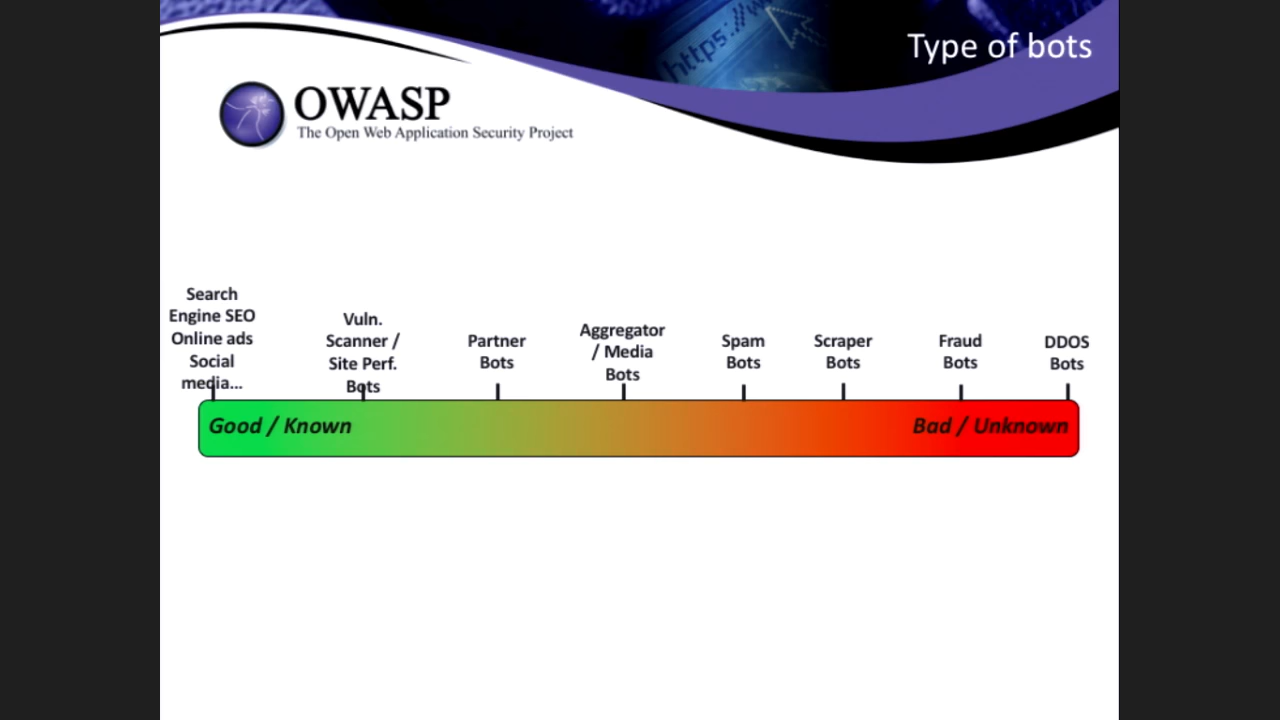 https://w
Type of bots
OWASP
The Open Web Application Security Project
Search
Engine SEO
Online ads
Social
media...
Vuln.
Scanner /
Site Perf.
Bots
Partner
Bots
Aggregator
/ Media
Bots
Spam
Bots
Scraper
Bots
Fraud
Bots
DDOS
Bots
Good / Known
Bad / Unknown